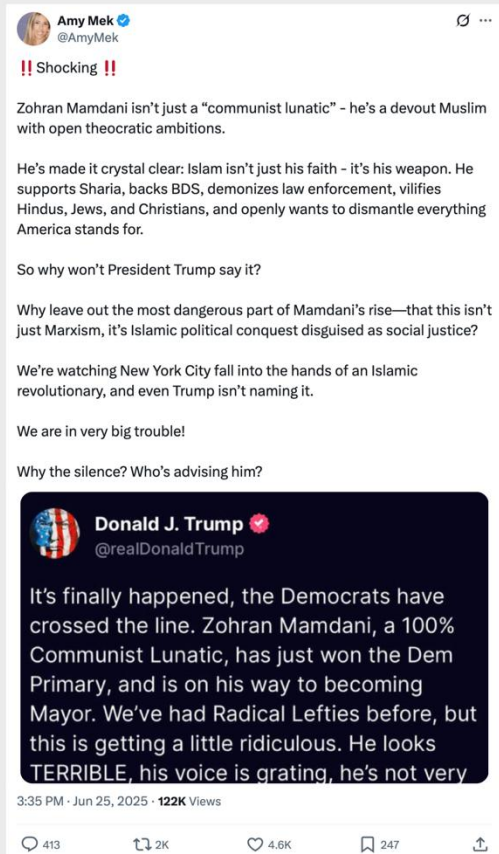 Amy Mek
@AmyMek
‼️ Shocking ‼️
Zohran Mamdani isn’t just a “communist lunatic” - he’s a devout Muslim
with open theocratic ambitions.
He’s made it crystal clear: Islam isn’t just his faith - it’s his weapon. He
supports Sharia, backs BDS, demonizes law enforcement, vilifies
Hindus, Jews, and Christians, and openly wants to dismantle everything
America stands for.
So why won’t President Trump say it?
Why leave out the most dangerous part of Mamdani’s rise—that this isn’t
just Marxism, it’s Islamic political conquest disguised as social justice?
We’re watching New York City fall into the hands of an Islamic
revolutionary, and even Trump isn’t naming it.
We are in very big trouble!
Why the silence? Who’s advising him?
Donald J. Trump
@realDonaldTrump
It’s finally happened, the Democrats have
crossed the line. Zohran Mamdani, a 100%
Communist Lunatic, has just won the Dem
Primary, and is on his way to becoming
Mayor. We’ve had Radical Lefties before, but
this is getting a little ridiculous. He looks
TERRIBLE, his voice is grating, he’s not very
3:35 PM · Jun 25, 2025 · 122K Views
413 2K 4.6K 247